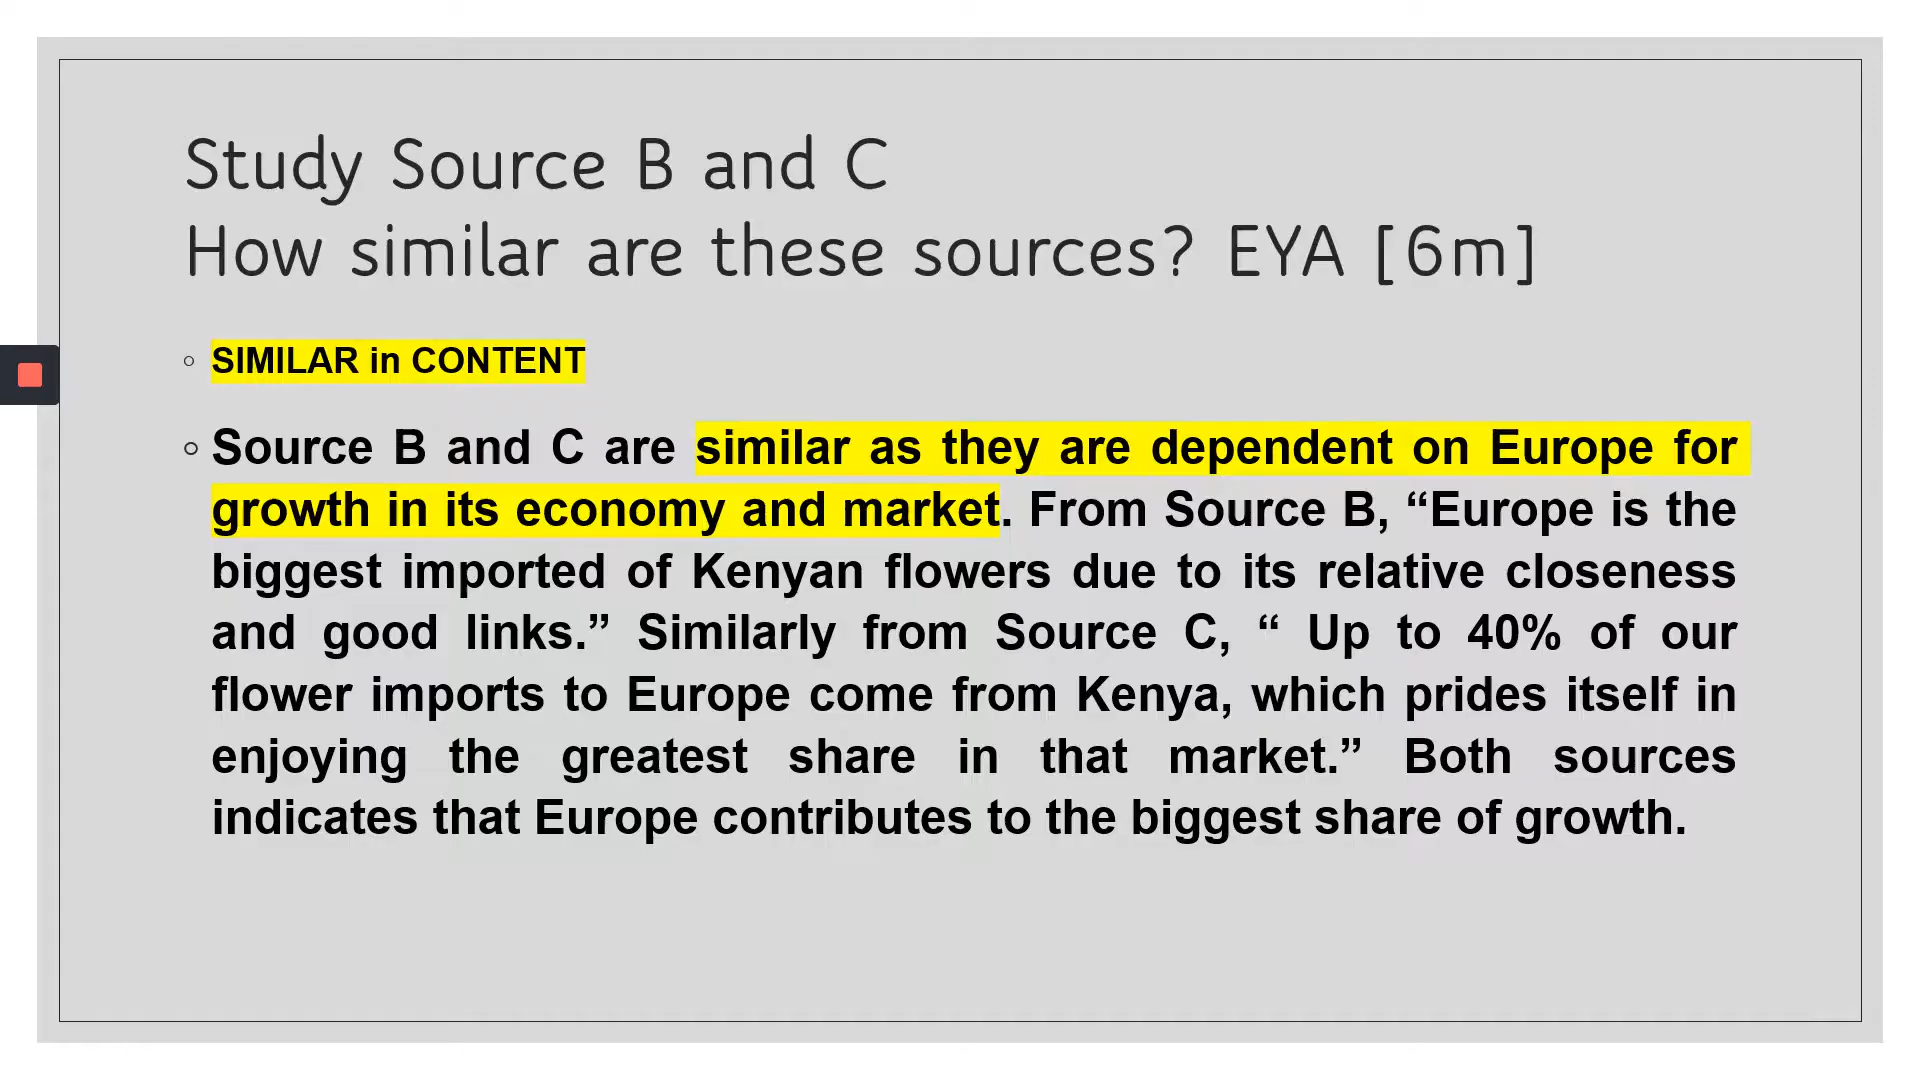 Study Source B and C
How similar are these sources? EYA [6m]
◦ SIMILAR in CONTENT
◦ Source B and C are similar as they are dependent on Europe for
growth in its economy and market. From Source B, “Europe is the
biggest imported of Kenyan flowers due to its relative closeness
and good links.” Similarly from Source C, “ Up to 40% of our
flower imports to Europe come from Kenya, which prides itself in
enjoying the greatest share in that market.” Both sources
indicates that Europe contributes to the biggest share of growth.